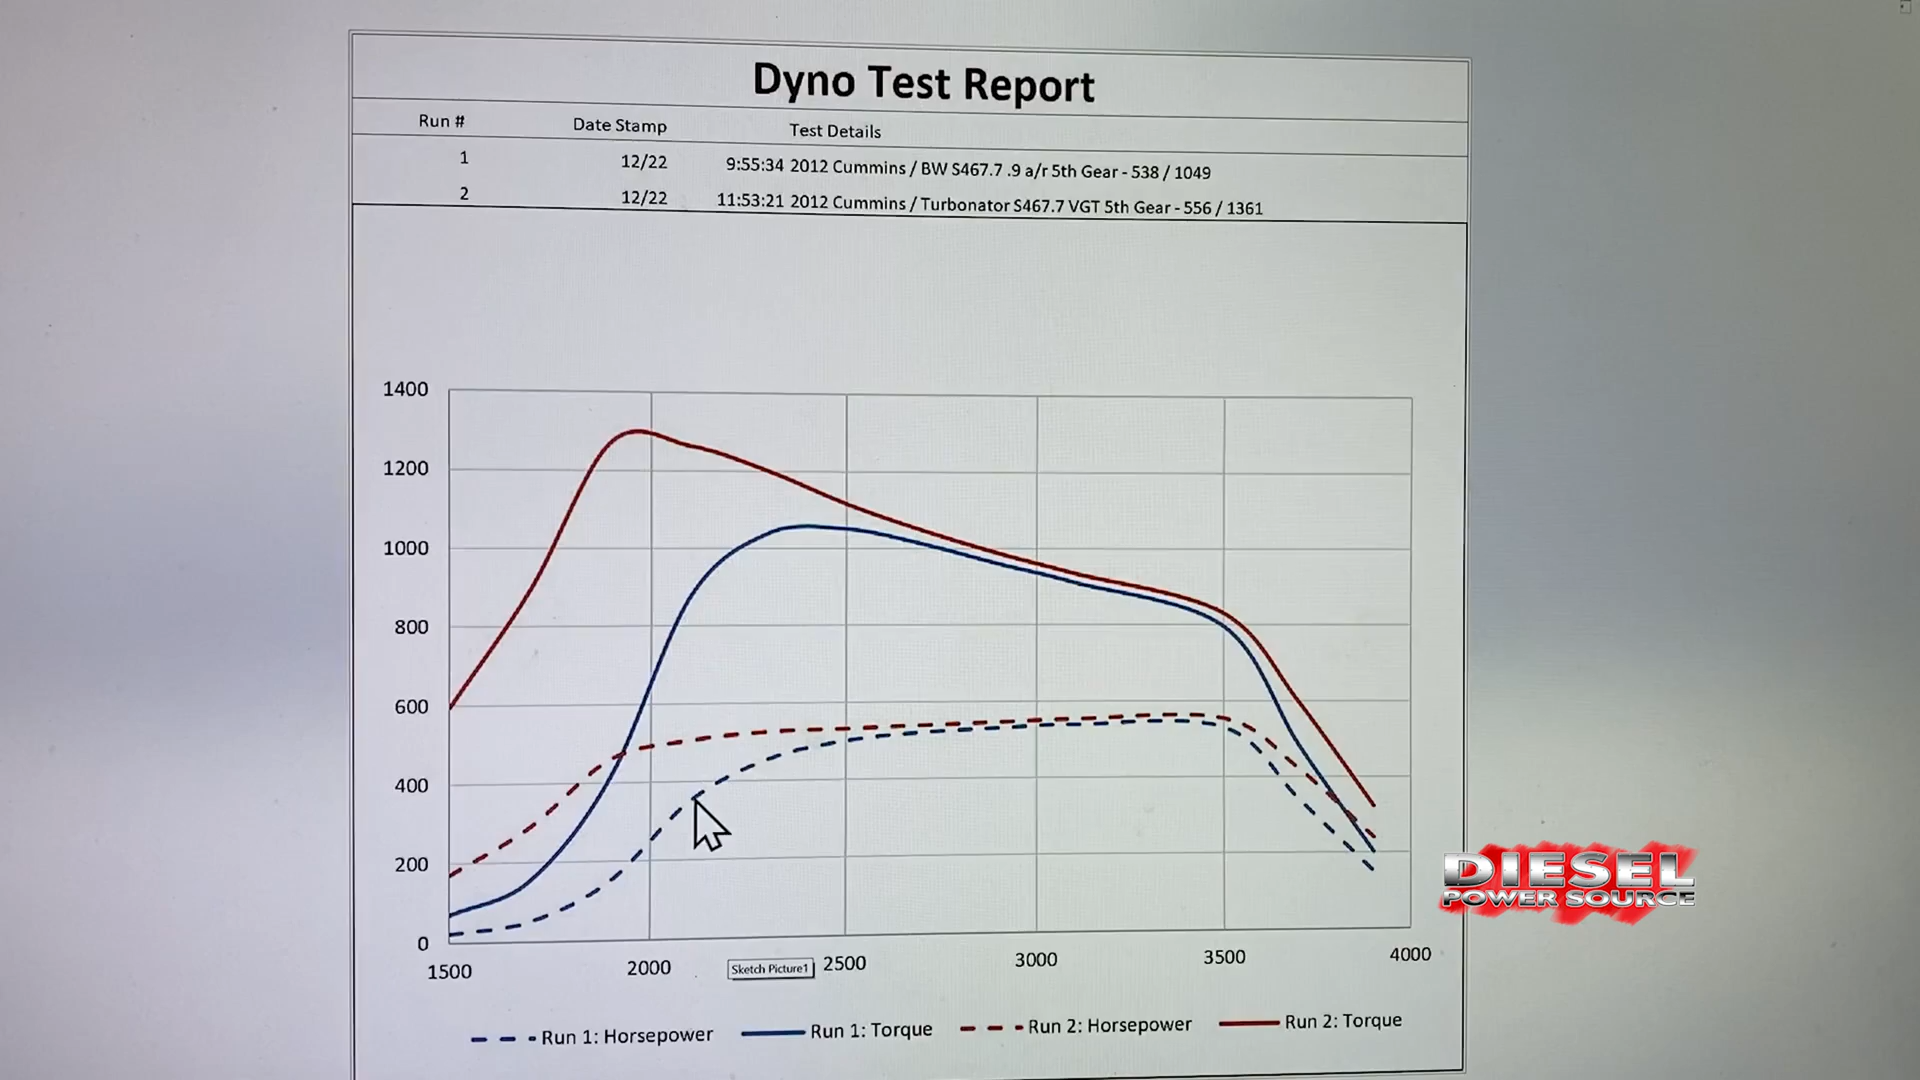 Dyno Test Report
Run # Date Stamp Test Details
1 12/22 9:55:34 2012 Cummins / BW S467.7 .9 a/r 5th Gear - 538 / 1049
2 12/22 11:53:21 2012 Cummins / Turbonator S467.7 VGT 5th Gear - 556 / 1361
1400
1200
1000
800
600
400
200
0
1500 2000 2500 3000 3500 4000
Sketch Picture1
Run 1: Horsepower Run 1: Torque Run 2: Horsepower Run 2: Torque
DIESEL
POWER SOURCE